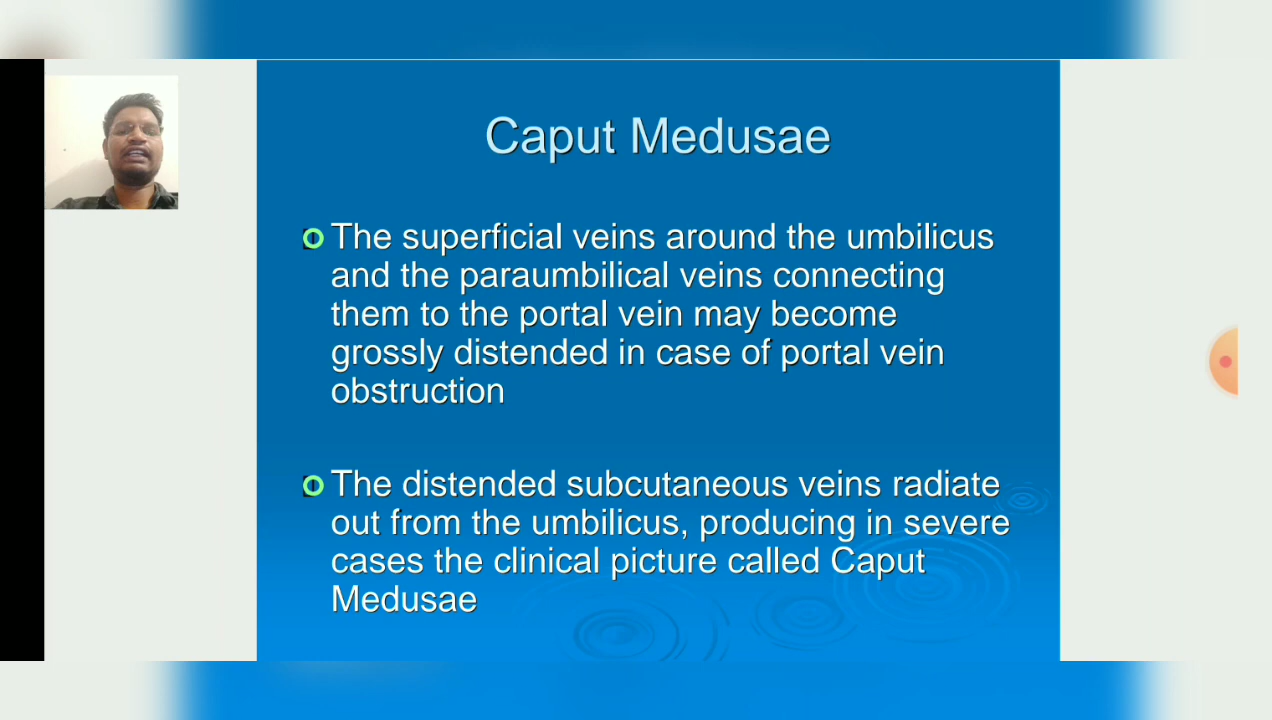 Caput Medusae
The superficial veins around the umbilicus
and the paraumbilical veins connecting
them to the portal vein may become
grossly distended in case of portal vein
obstruction
The distended subcutaneous veins radiate
out from the umbilicus, producing in severe
cases the clinical picture called Caput
Medusae